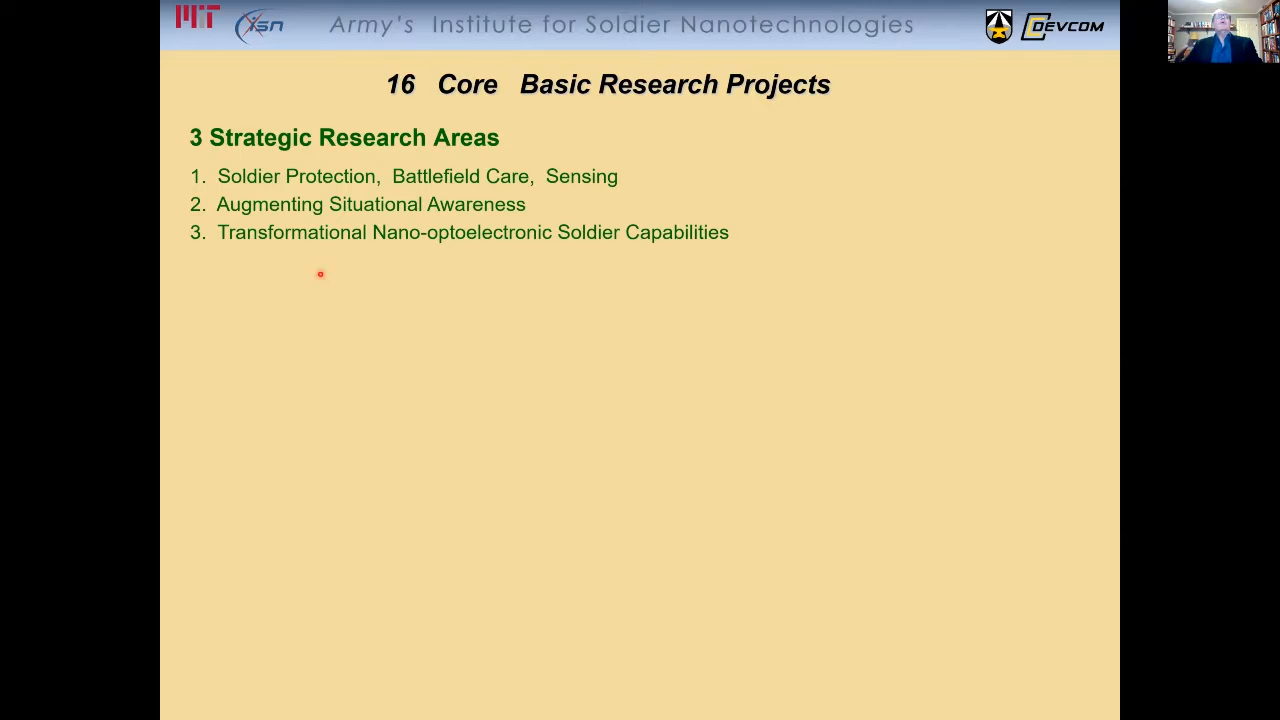 MIT isn Army's Institute for Soldier Nanotechnologies DEVCOM
16 Core Basic Research Projects
3 Strategic Research Areas
1. Soldier Protection, Battlefield Care, Sensing
2. Augmenting Situational Awareness
3. Transformational Nano-optoelectronic Soldier Capabilities